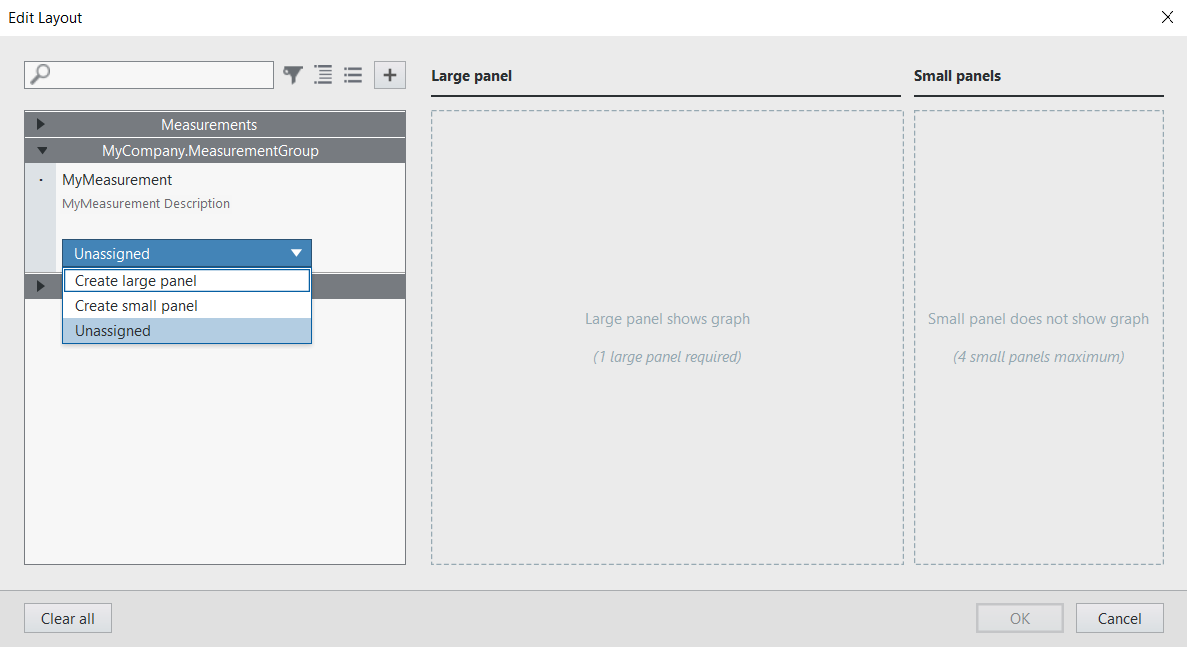 Edit Layout
Large panel
Small panels
Measurements
MyCompany.MeasurementGroup
MyMeasurement
MyMeasurement Description
Unassigned
Create large panel
Create small panel
Unassigned
Large panel shows graph
(1 large panel required)
Small panel does not show graph
(4 small panels maximum)
Clear all
OK
Cancel